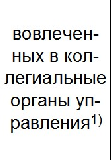 вовлечен-
ных в кол-
легиальные
органы уп-
равления¹⁾